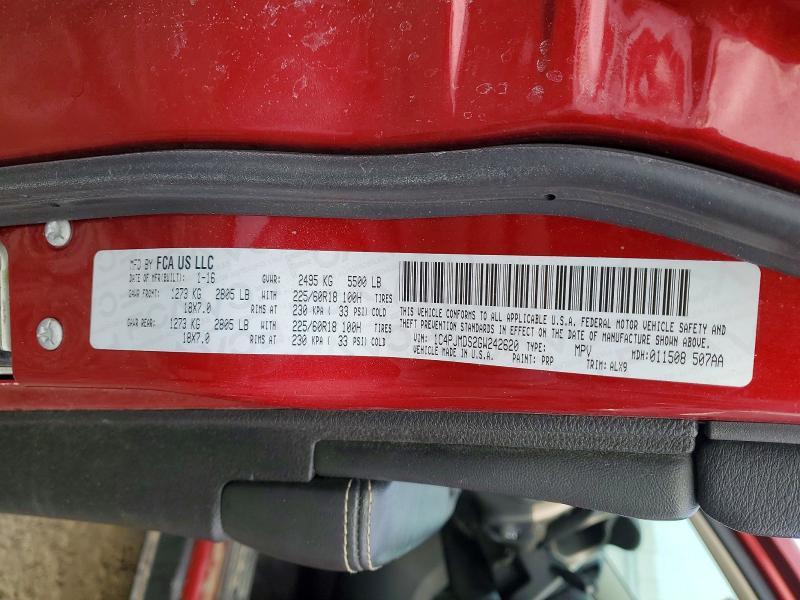 MFD BY FCA US LLC
DATE OF MFR(BUILT): 1-16 GVWR: 2495 KG 5500 LB
GAWR FRONT: 1273 KG 2805 LB WITH 225/60R18 100H TIRES
18X7.0 RIMS AT 230 KPA ( 33 PSI) COLD
GAWR REAR: 1273 KG 2805 LB WITH 225/60R18 100H TIRES
18X7.0 RIMS AT 230 KPA ( 33 PSI) COLD
THIS VEHICLE CONFORMS TO ALL APPLICABLE U.S.A. FEDERAL MOTOR VEHICLE SAFETY AND
THEFT PREVENTION STANDARDS IN EFFECT ON THE DATE OF MANUFACTURE SHOWN ABOVE.
VIN: 1C4PJMDS2GW242620 TYPE: MPV MDH:011508 507AA
VEHICLE MADE IN U.S.A. PAINT: PRP TRIM: ALX9